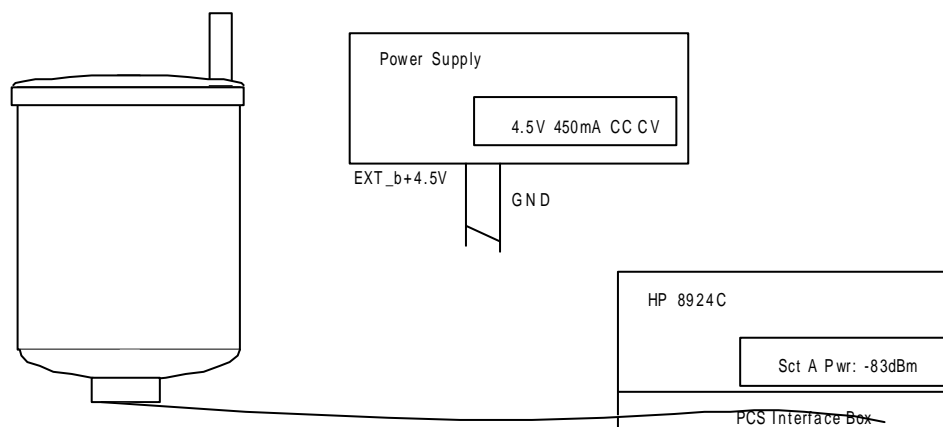 Power Supply
4.5V 450mA CC CV
EXT_b+4.5V
GND
HP 8924C
Sct A Pwr: -83dBm
PCS Interface Box